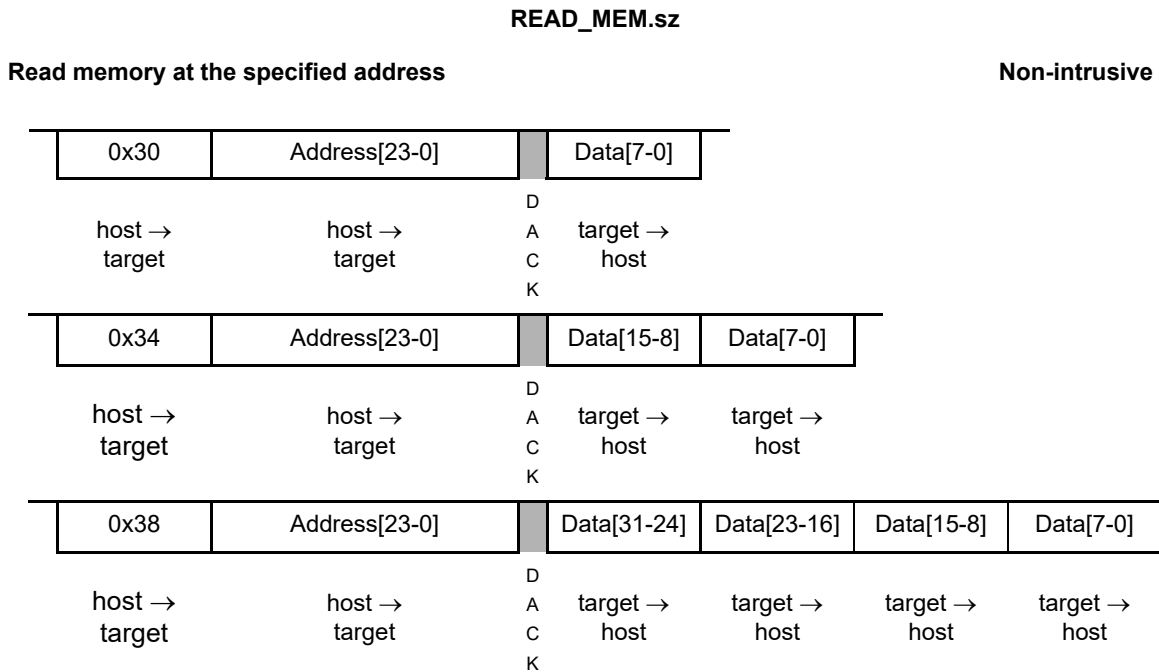 READ_MEM.sz
Read memory at the specified address Non-intrusive
0x30 Address[23-0] Data[7-0]
host → target host → target D A C K target → host
0x34 Address[23-0] Data[15-8] Data[7-0]
host → target host → target D A C K target → host target → host
0x38 Address[23-0] Data[31-24] Data[23-16] Data[15-8] Data[7-0]
host → target host → target D A C K target → host target → host target → host target → host